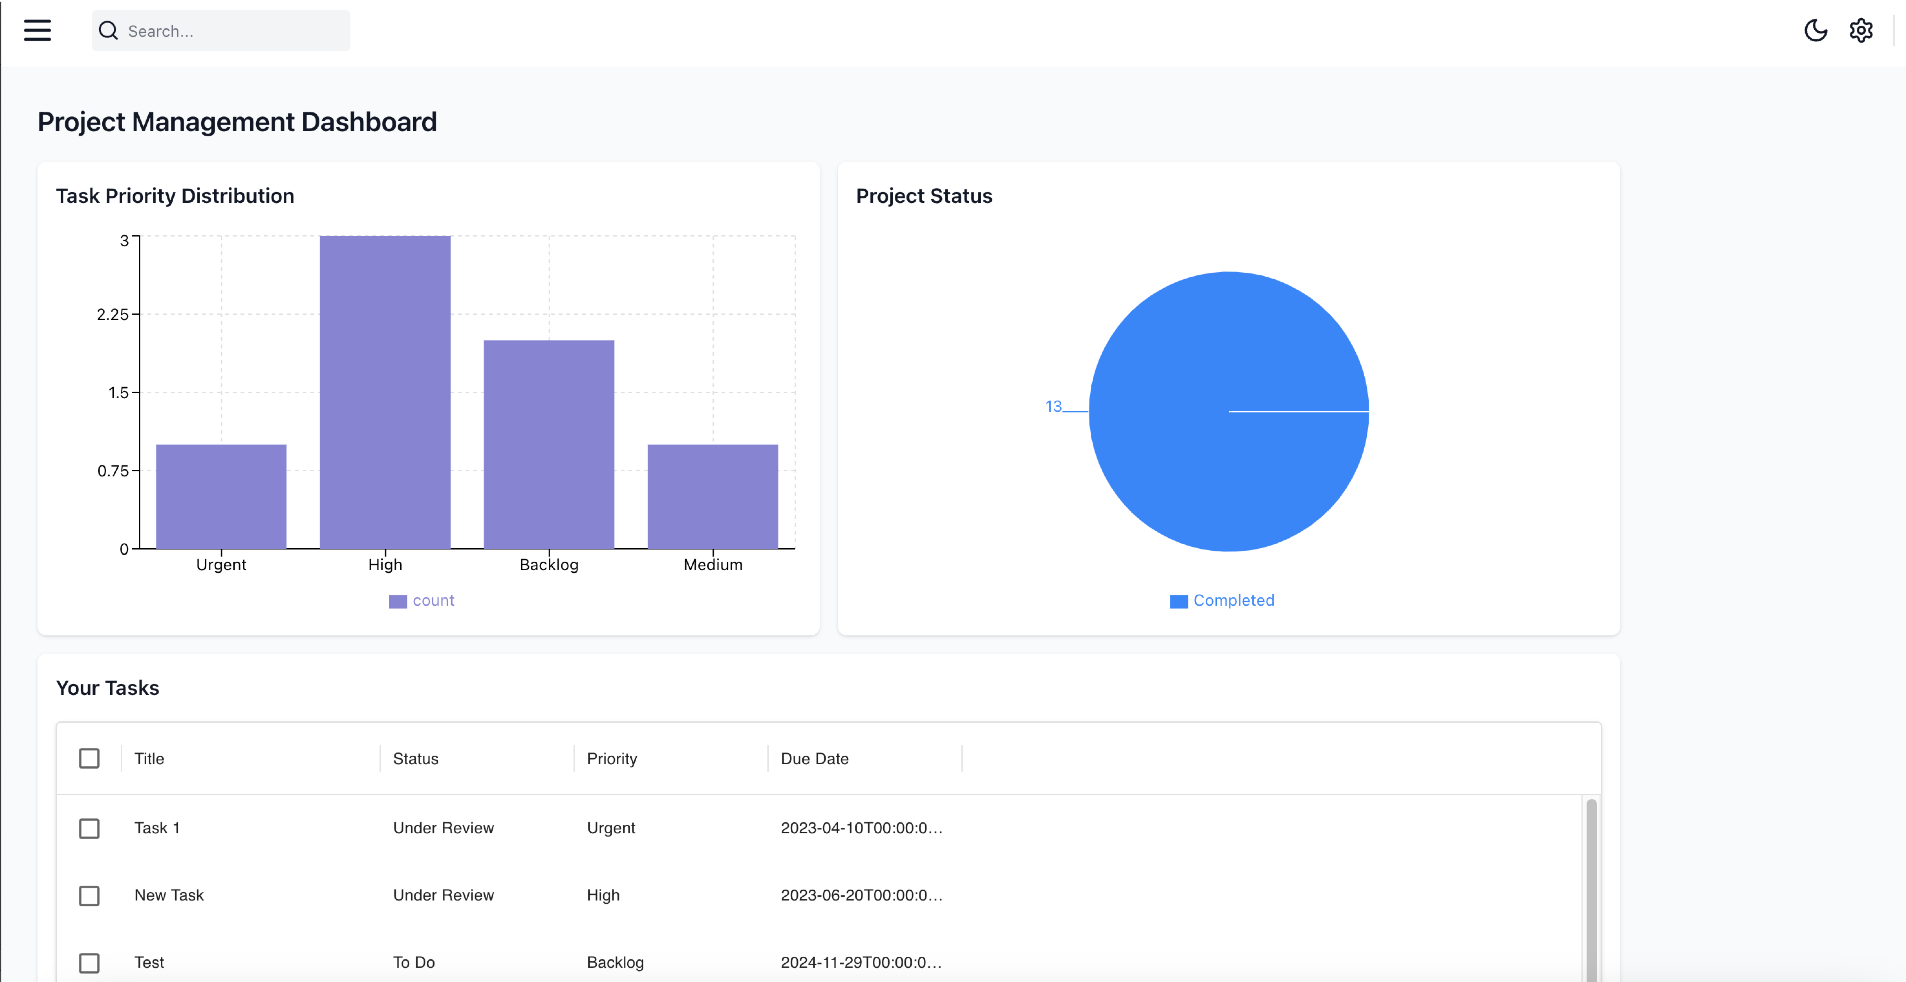 Search...
Project Management Dashboard
Task Priority Distribution
3
2.25
1.5
0.75
0
Urgent High Backlog Medium
count
Project Status
13
Completed
Your Tasks
Title Status Priority Due Date
Task 1 Under Review Urgent 2023-04-10T00:00:0...
New Task Under Review High 2023-06-20T00:00:0...
Test To Do Backlog 2024-11-29T00:00:0...